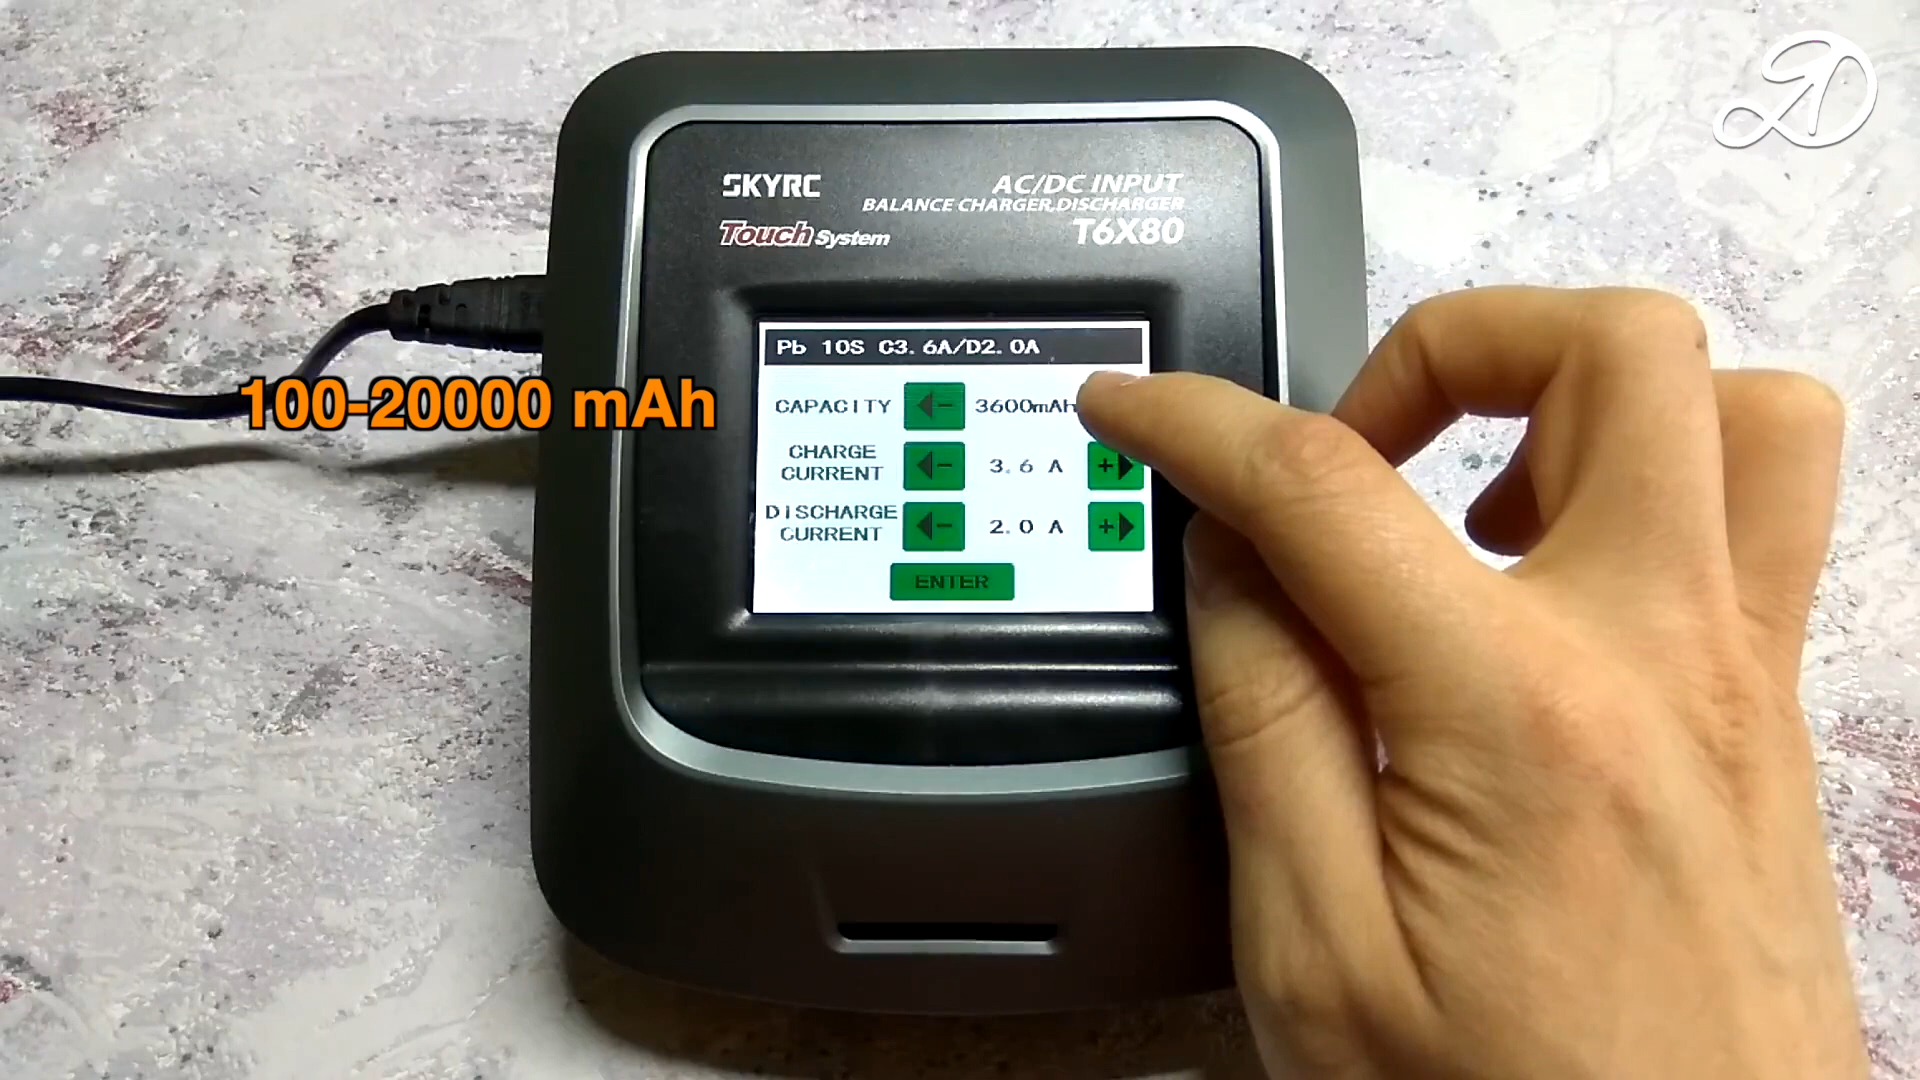 SKYRC
AC/DC INPUT
BALANCE CHARGER,DISCHARGER
Touch System
T6X80
Pb 10S C3.6A/D2.0A
100-20000 mAh
CAPACITY
3600mAH
CHARGE
CURRENT
3.6 A
DISCHARGE
CURRENT
2.0 A
ENTER